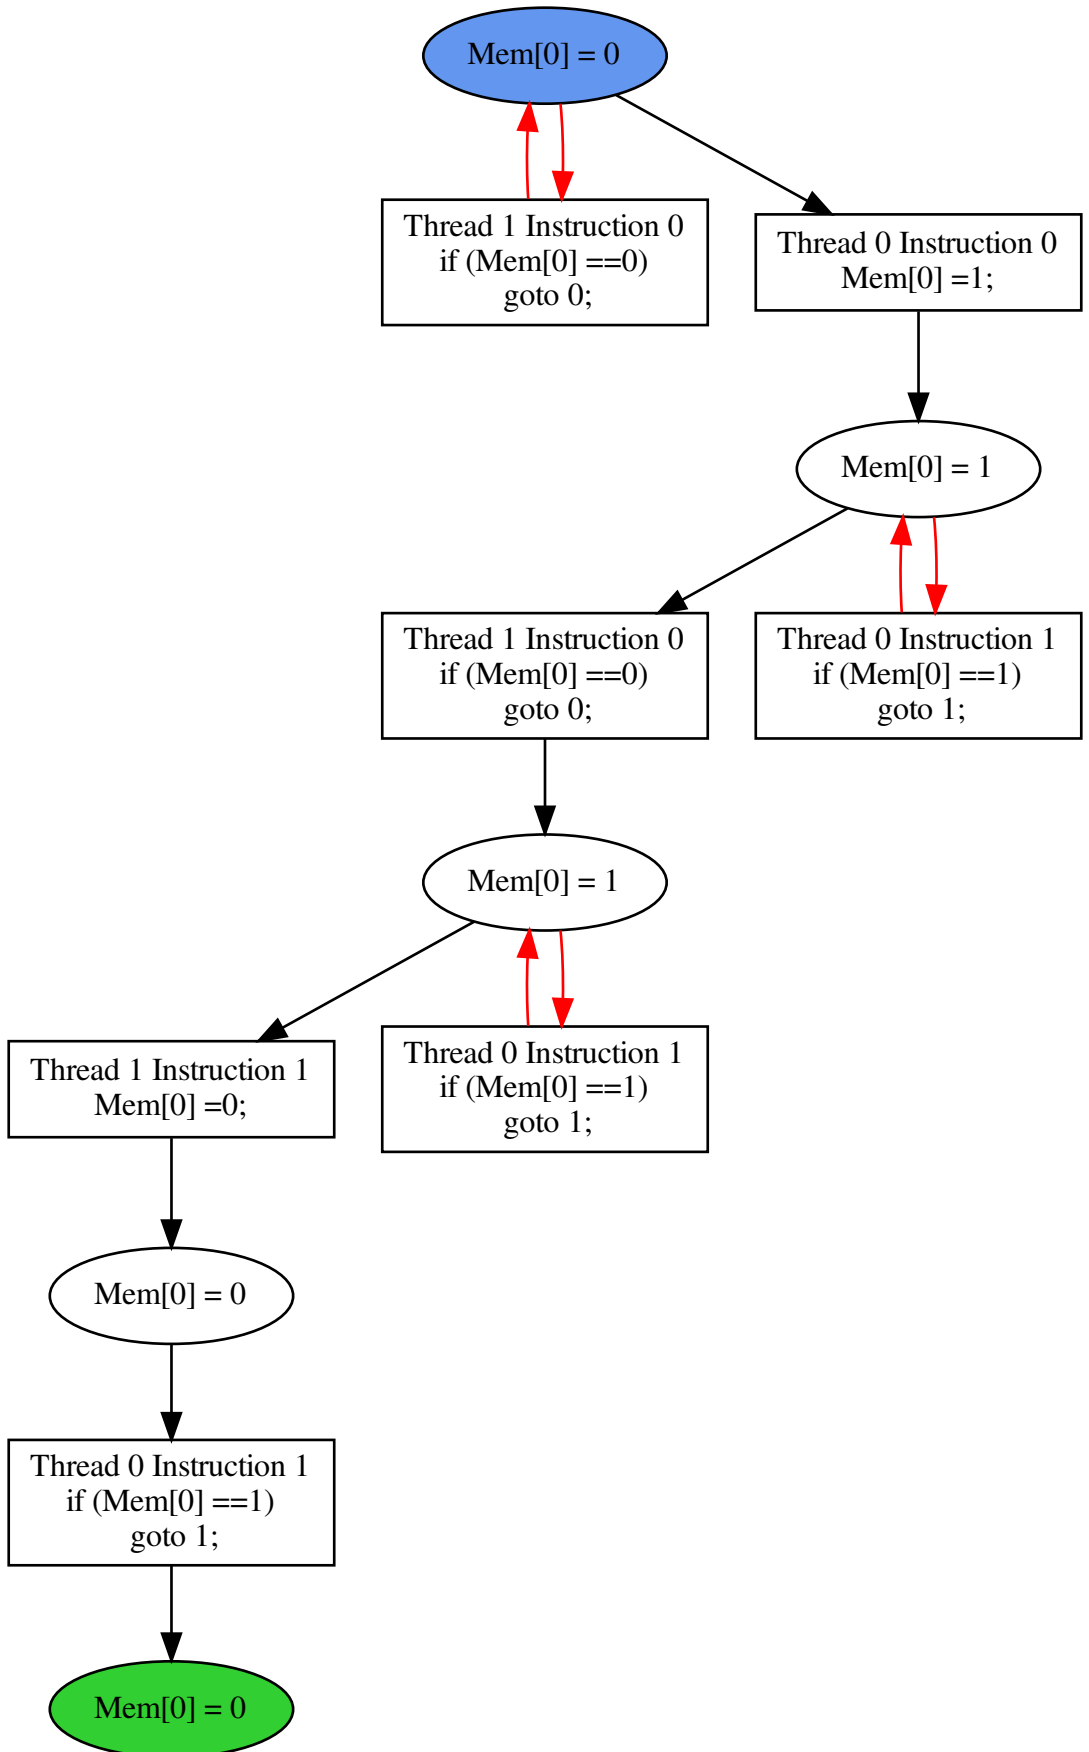 Mem[0] = 0
Thread 1 Instruction 0
if (Mem[0] ==0)
goto 0;
Thread 0 Instruction 0
Mem[0] =1;
Mem[0] = 1
Thread 1 Instruction 0
if (Mem[0] ==0)
goto 0;
Thread 0 Instruction 1
if (Mem[0] ==1)
goto 1;
Mem[0] = 1
Thread 1 Instruction 1
Mem[0] =0;
Thread 0 Instruction 1
if (Mem[0] ==1)
goto 1;
Mem[0] = 0
Thread 0 Instruction 1
if (Mem[0] ==1)
goto 1;
Mem[0] = 0